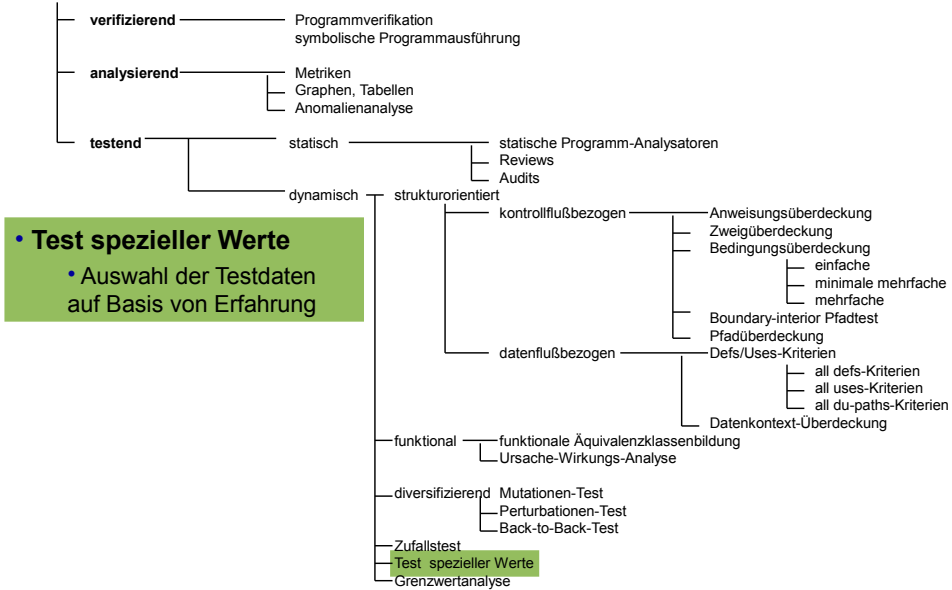 verifizierend
Programmverifikation
symbolische Programmausführung
analysierend
Metriken
Graphen, Tabellen
Anomalienanalyse
testend
statisch
statische Programm-Analysatoren
Reviews
Audits
dynamisch
strukturorientiert
kontrollflußbezogen
Anweisungsüberdeckung
Zweigüberdeckung
Bedingungsüberdeckung
einfache
minimale mehrfache
mehrfache
Boundary-interior Pfadtest
Pfadüberdeckung
datenflußbezogen
Defs/Uses-Kriterien
all defs-Kriterien
all uses-Kriterien
all du-paths-Kriterien
Datenkontext-Überdeckung
funktional
funktionale Äquivalenzklassenbildung
Ursache-Wirkungs-Analyse
diversifizierend
Mutationen-Test
Perturbationen-Test
Back-to-Back-Test
Zufallstest
Test spezieller Werte
Grenzwertanalyse
• Test spezieller Werte
• Auswahl der Testdaten
auf Basis von Erfahrung